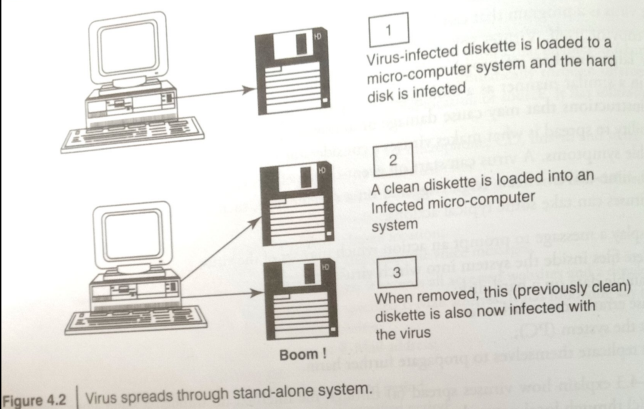 1
Virus-infected diskette is loaded to a
micro-computer system and the hard
disk is infected
2
A clean diskette is loaded into an
Infected micro-computer
system
3
When removed, this (previously clean)
diskette is also now infected with
the virus
Boom !
Figure 4.2 | Virus spreads through stand-alone system.